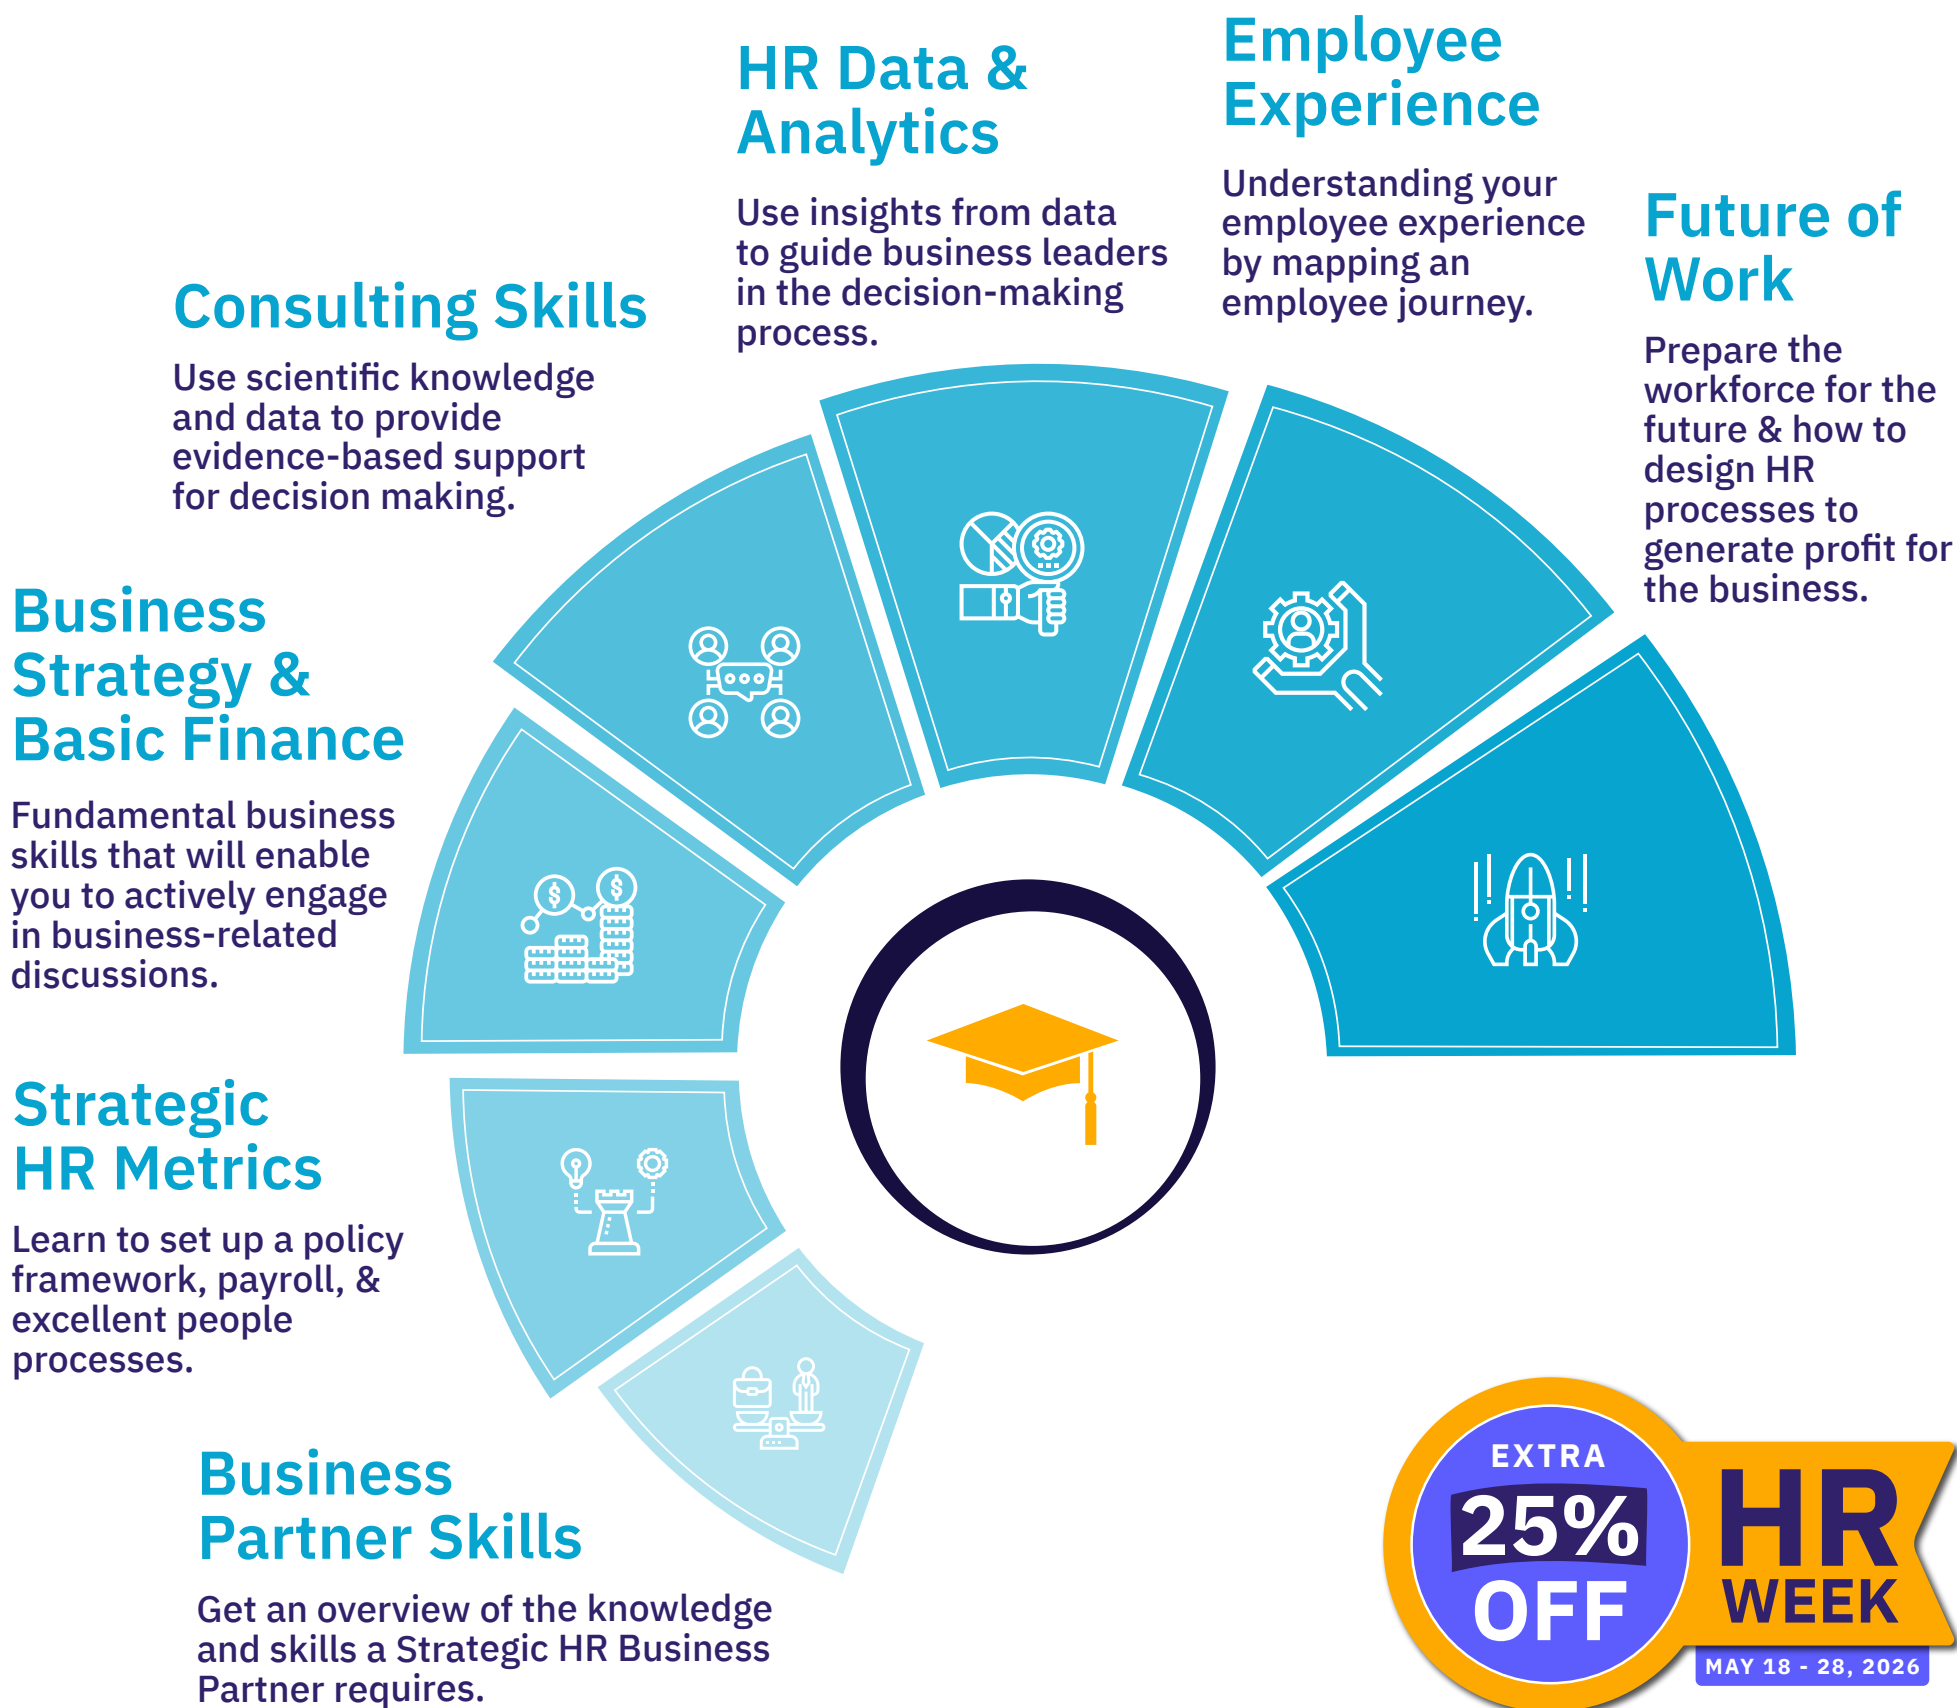 HR Data &
Analytics
Use insights from data
to guide business leaders
in the decision-making
process.
Employee
Experience
Understanding your
employee experience
by mapping an
employee journey.
Future of
Work
Prepare the
workforce for the
future & how to
design HR
processes to
generate profit for
the business.
Consulting Skills
Use scientific knowledge
and data to provide
evidence-based support
for decision making.
Business
Strategy &
Basic Finance
Fundamental business
skills that will enable
you to actively engage
in business-related
discussions.
Strategic
HR Metrics
Learn to set up a policy
framework, payroll, &
excellent people
processes.
Business
Partner Skills
Get an overview of the knowledge
and skills a Strategic HR Business
Partner requires.
$ $
EXTRA
25%
OFF
HR
WEEK
MAY 18 - 28, 2026